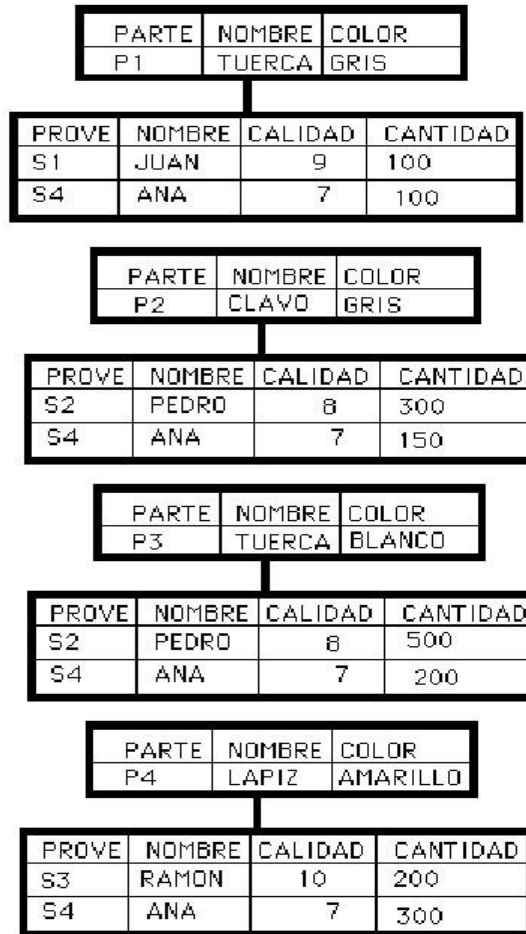 PARTE NOMBRE COLOR
P1 TUERCA GRIS
PROVE NOMBRE CALIDAD CANTIDAD
S1 JUAN 9 100
S4 ANA 7 100
PARTE NOMBRE COLOR
P2 CLAVO GRIS
PROVE NOMBRE CALIDAD CANTIDAD
S2 PEDRO 8 300
S4 ANA 7 150
PARTE NOMBRE COLOR
P3 TUERCA BLANCO
PROVE NOMBRE CALIDAD CANTIDAD
S2 PEDRO 8 500
S4 ANA 7 200
PARTE NOMBRE COLOR
P4 LAPIZ AMARILLO
PROVE NOMBRE CALIDAD CANTIDAD
S3 RAMON 10 200
S4 ANA 7 300